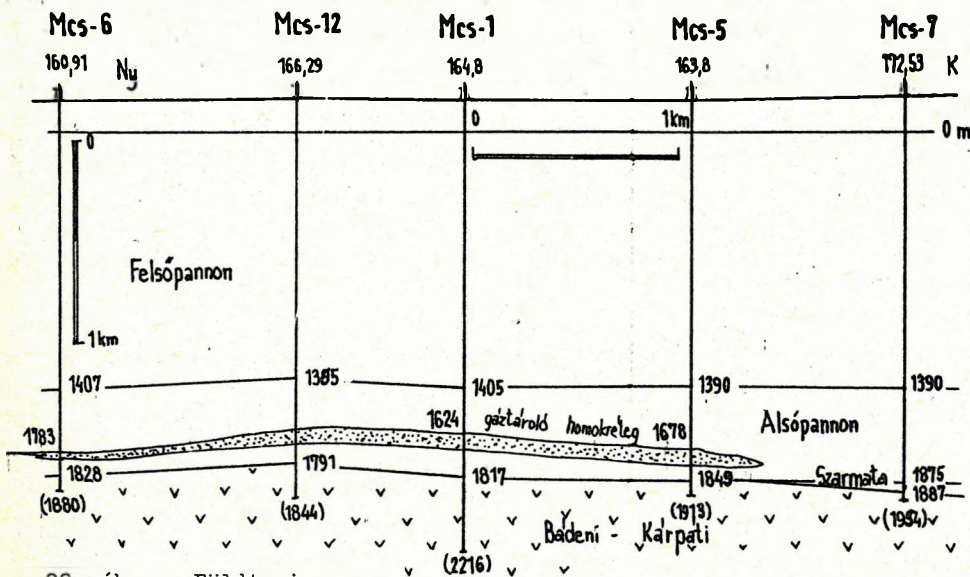 Mcs-6 Mcs-12 Mcs-1 Mcs-5 Mcs-7
160,91 Ny 166,29 164,8 163,8 172,53 K
0 1km
0 m
0
Felsőpannon
1km
1407 1405 1390 1390
1624 gáztároló homokréteg 1678 Alsópannon
1783
1828 1791 1817 1849 Szarmata 1875
1887
(1880) (1844) (1913) (1954)
Bádeni - Kárpáti
(2216)